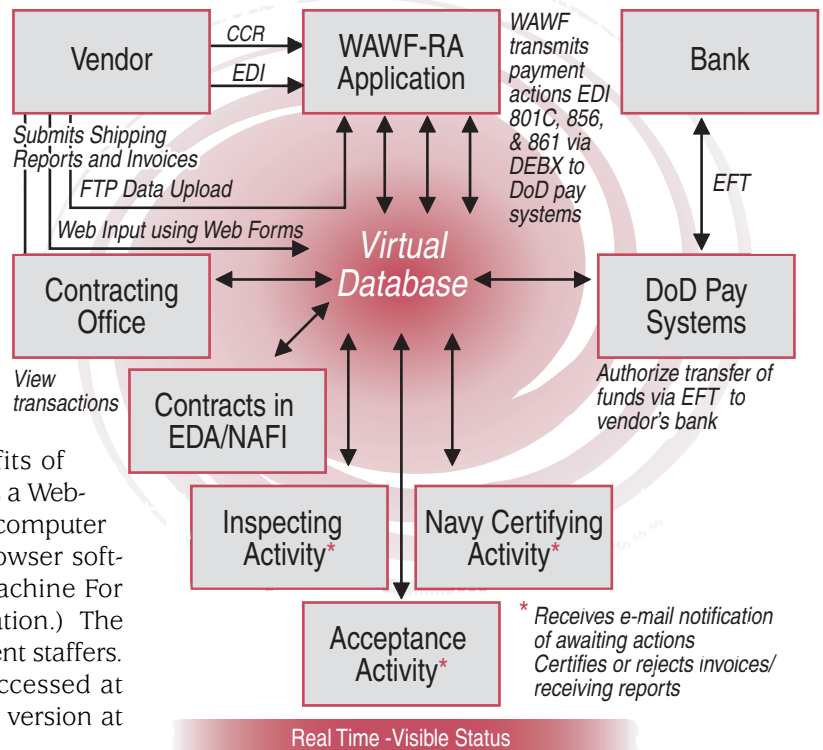 Vendor
CCR
EDI
WAWF-RA
Application
WAWF
transmits
payment
actions EDI
801C, 856,
& 861 via
DEBX to
DoD pay
systems
Bank
EFT
Submits Shipping
Reports and Invoices
FTP Data Upload
Web Input using Web Forms
Virtual
Database
Contracting
Office
View
transactions
DoD Pay
Systems
Authorize transfer of
funds via EFT to
vendor's bank
Contracts in
EDA/NAFI
Inspecting
Activity*
Navy Certifying
Activity*
Acceptance
Activity*
* Receives e-mail notification
of awaiting actions
Certifies or rejects invoices/
receiving reports
Real Time -Visible Status
fits of
a Web-
computer
owser soft-
achine For
ation.) The
ent staffers.
ccessed at
version at